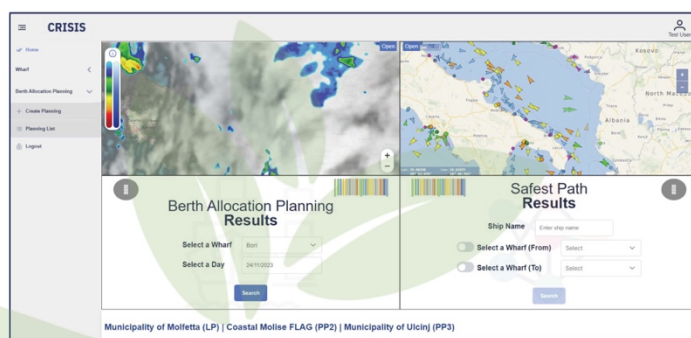 CRISIS
Test User
Home
Wharf
Berth Allocation Planning
Create Planning
Planning List
Logout
Open
Open
Kosovo
North Mac
Albania
Berth Allocation Planning
Results
Select a Wharf
Bari
Select a Day
24/11/2023
Search
Safest Path
Results
Ship Name
Enter ship name
Select a Wharf (From)
Select
Select a Wharf (To)
Select
Search
Municipality of Molfetta (LP) | Coastal Molise FLAG (PP2) | Municipality of Ulcinj (PP3)